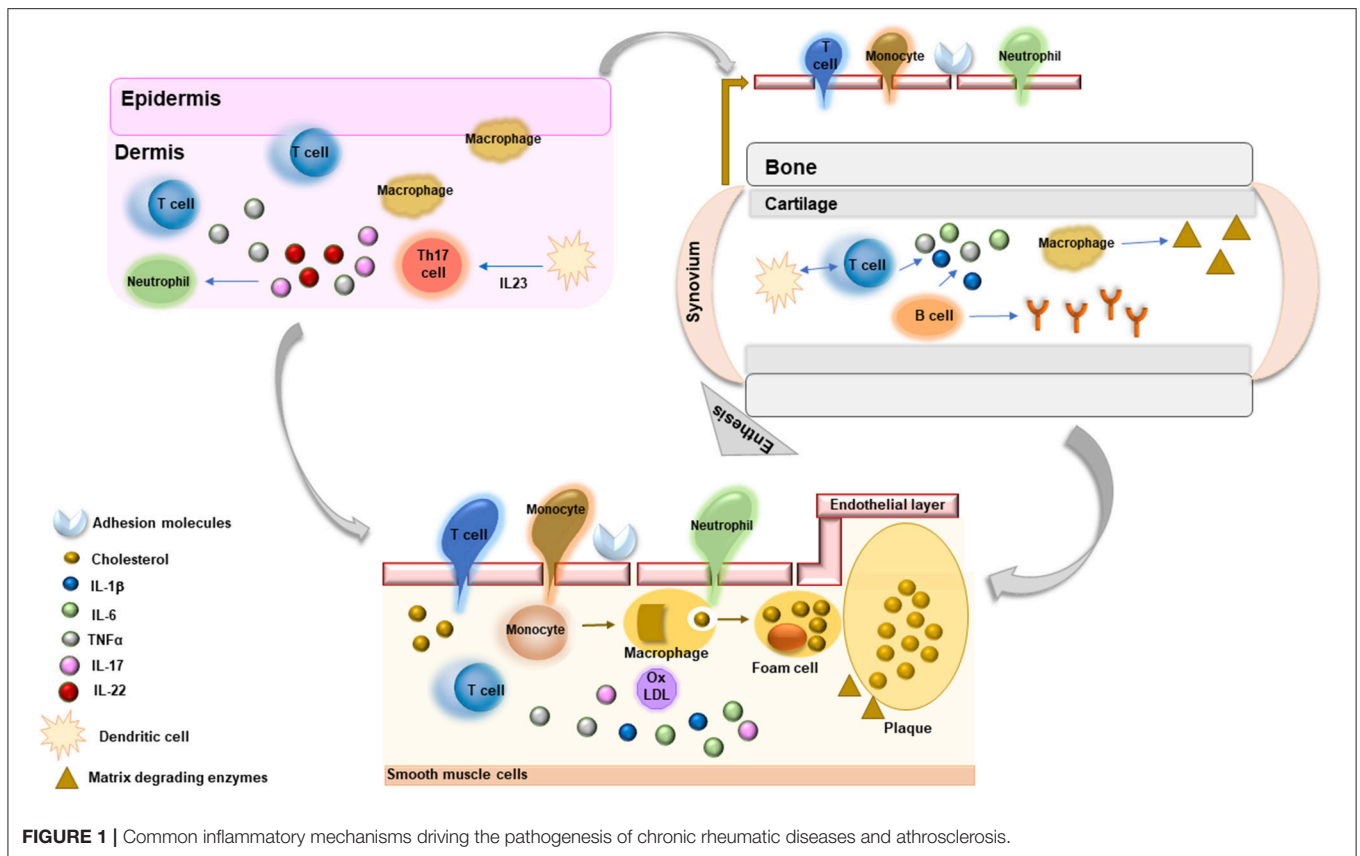 Epidermis
Dermis
T cell
Macrophage
T cell
Macrophage
Neutrophil
Th17
cell
IL23
T
cell
Monocyte
Neutrophil
Bone
Cartilage
Synovium
T cell
Macrophage
B cell
Enthesis
Adhesion molecules
Cholesterol
IL-1β
IL-6
TNFα
IL-17
IL-22
Dendritic cell
Matrix degrading enzymes
T cell
Monocyte
Neutrophil
Endothelial layer
Monocyte
Macrophage
Foam cell
T cell
Ox
LDL
Plaque
Smooth muscle cells
FIGURE 1 | Common inflammatory mechanisms driving the pathogenesis of chronic rheumatic diseases and athrosclerosis.